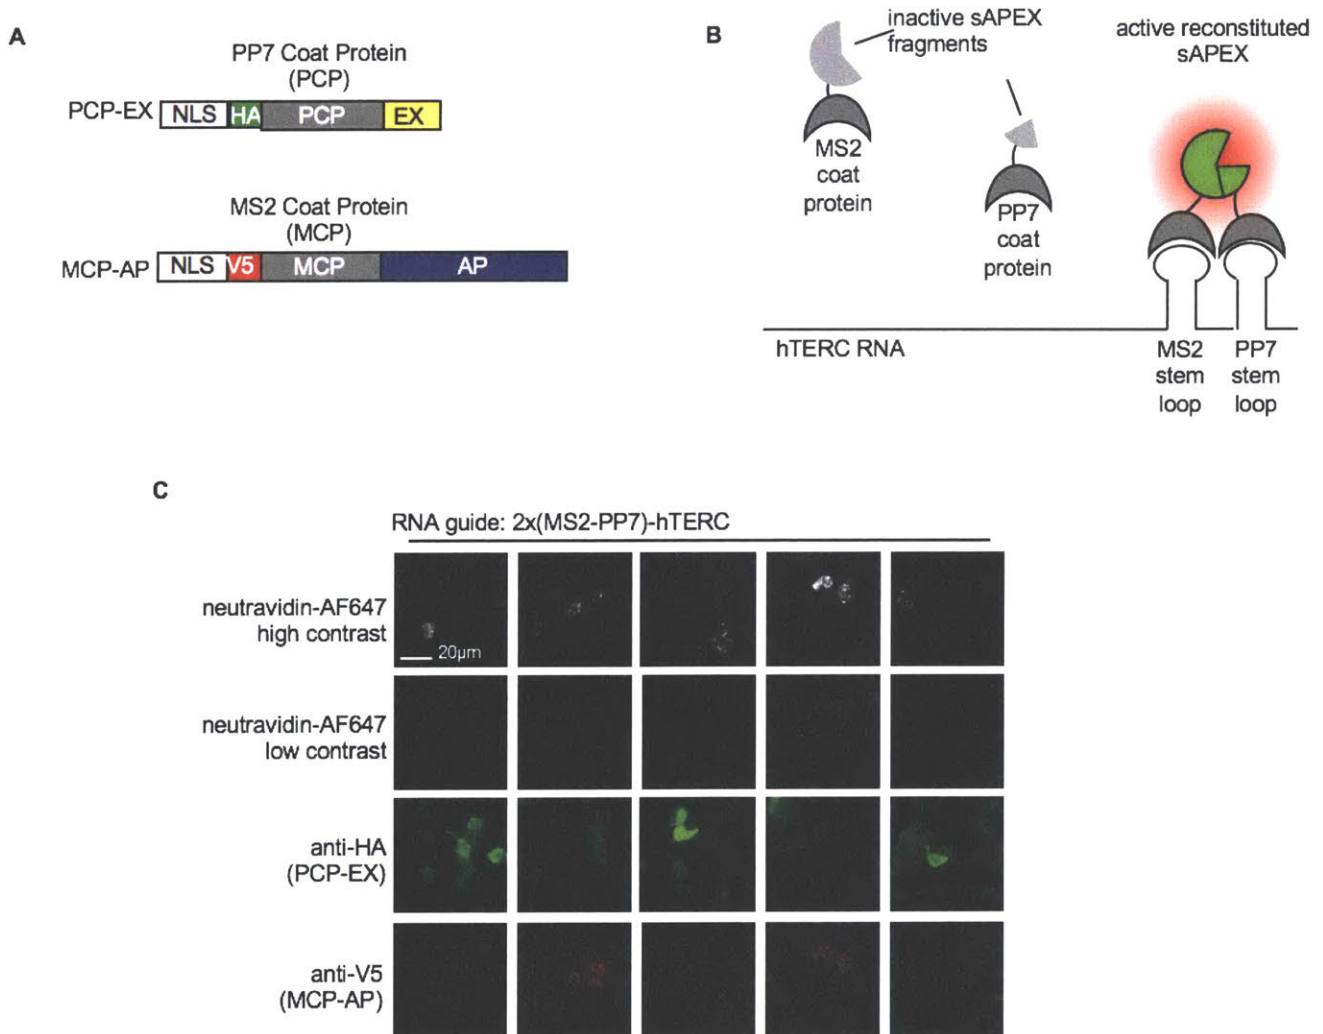 A
PP7 Coat Protein
(PCP)
PCP-EX
NLS HA PCP EX
MS2 Coat Protein
(MCP)
MCP-AP
NLS V5 MCP AP
B
inactive sAPEX
fragments
active reconstituted
sAPEX
MS2
coat
protein
PP7
coat
protein
hTERC RNA
MS2
stem
loop
PP7
stem
loop
C
RNA guide: 2x(MS2-PP7)-hTERC
neutravidin-AF647
high contrast
20µm
neutravidin-AF647
low contrast
anti-HA
(PCP-EX)
anti-V5
(MCP-AP)